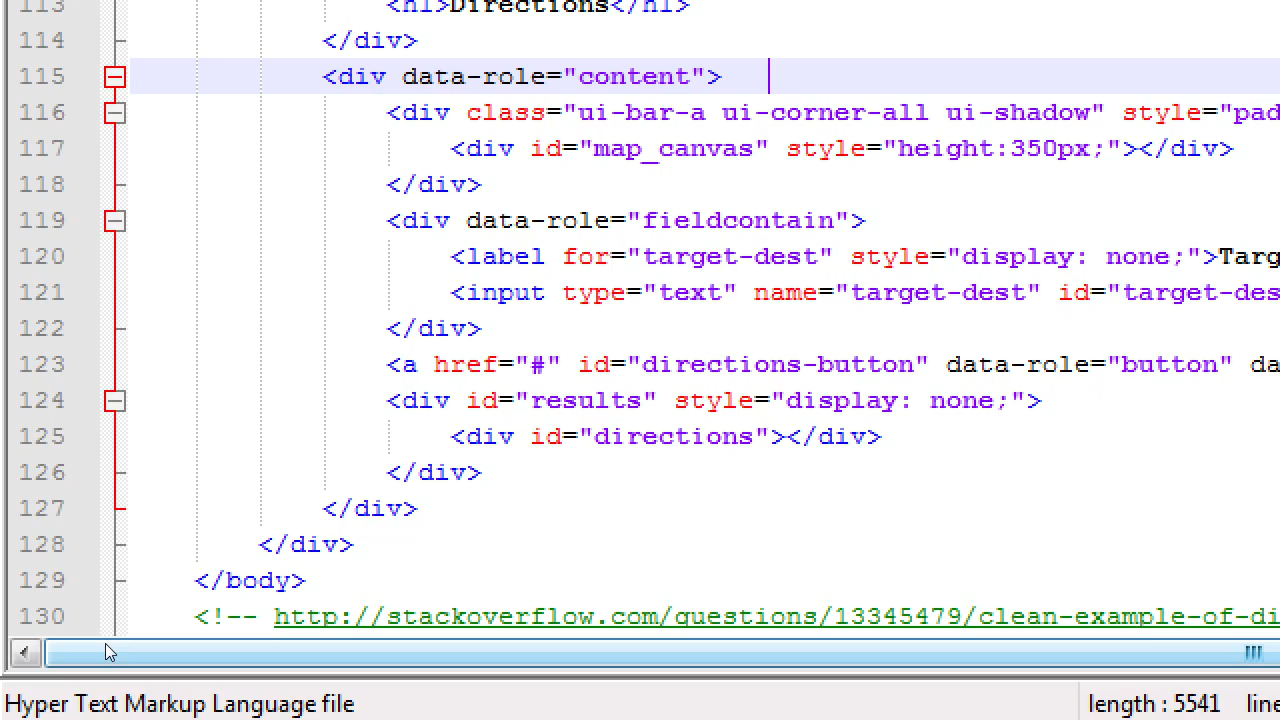 113 <h1>Directions</h1>
114 </div>
115 <div data-role="content">
116 <div class="ui-bar-a ui-corner-all ui-shadow" style="pad
117 <div id="map_canvas" style="height:350px;"></div>
118 </div>
119 <div data-role="fieldcontain">
120 <label for="target-dest" style="display: none;">Targ
121 <input type="text" name="target-dest" id="target-des
122 </div>
123 <a href="#" id="directions-button" data-role="button" da
124 <div id="results" style="display: none;">
125 <div id="directions"></div>
126 </div>
127 </div>
128 </div>
129 </body>
130 <!-- http://stackoverflow.com/questions/13345479/clean-example-of-di
Hyper Text Markup Language file length : 5541 line